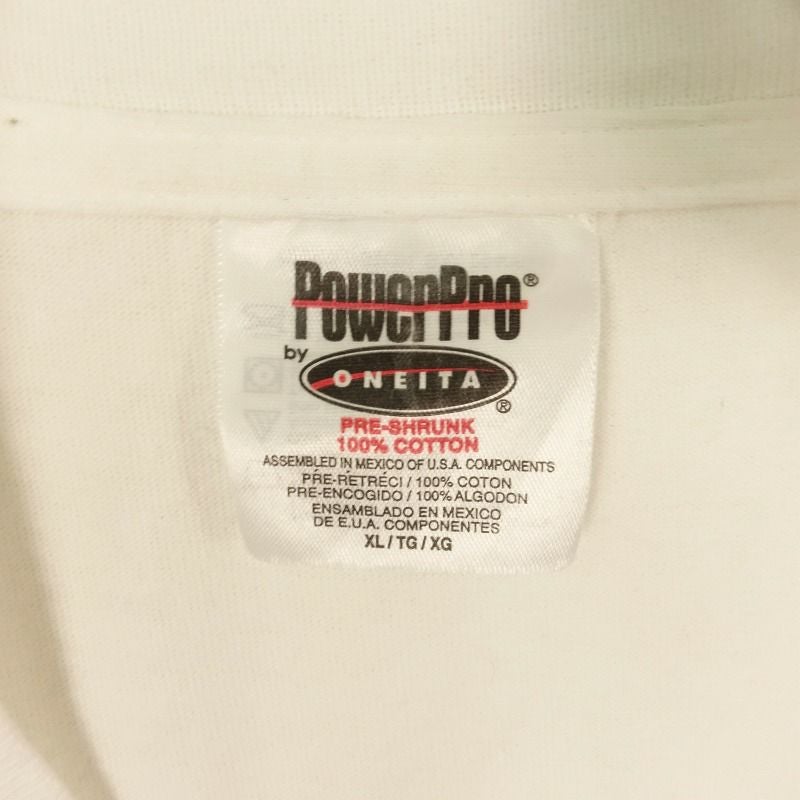 PowerPro®
by ONEITA®
PRE-SHRUNK
100% COTTON
ASSEMBLED IN MEXICO OF U.S.A. COMPONENTS
PRÉ-RÉTRÉCI / 100% COTON
PRE-ENCOGIDO / 100% ALGODON
ENSAMBLADO EN MEXICO
DE E.U.A. COMPONENTES
XL / TG / XG